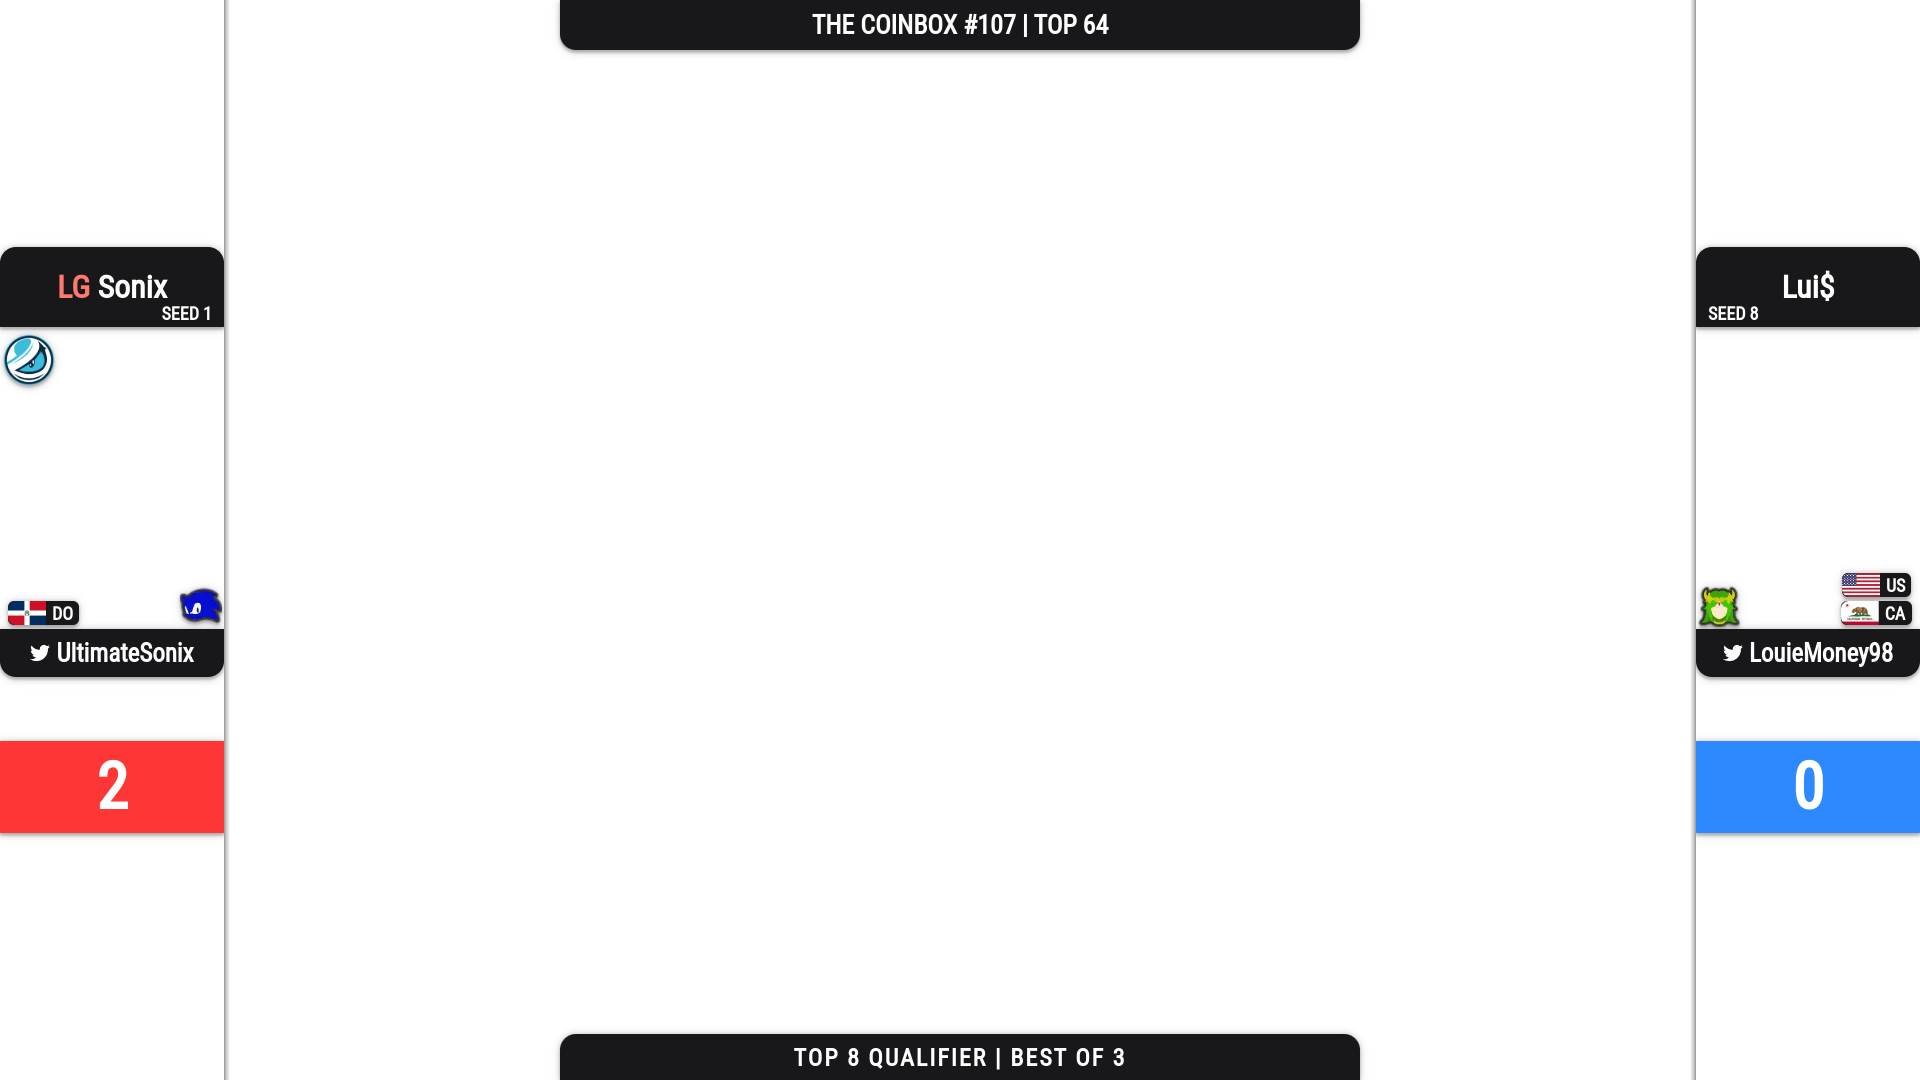 THE COINBOX #107 | TOP 64
LG Sonix
SEED 1
DO
UltimateSonix
2
Lui$
SEED 8
US
CA
LouieMoney98
0
TOP 8 QUALIFIER | BEST OF 3